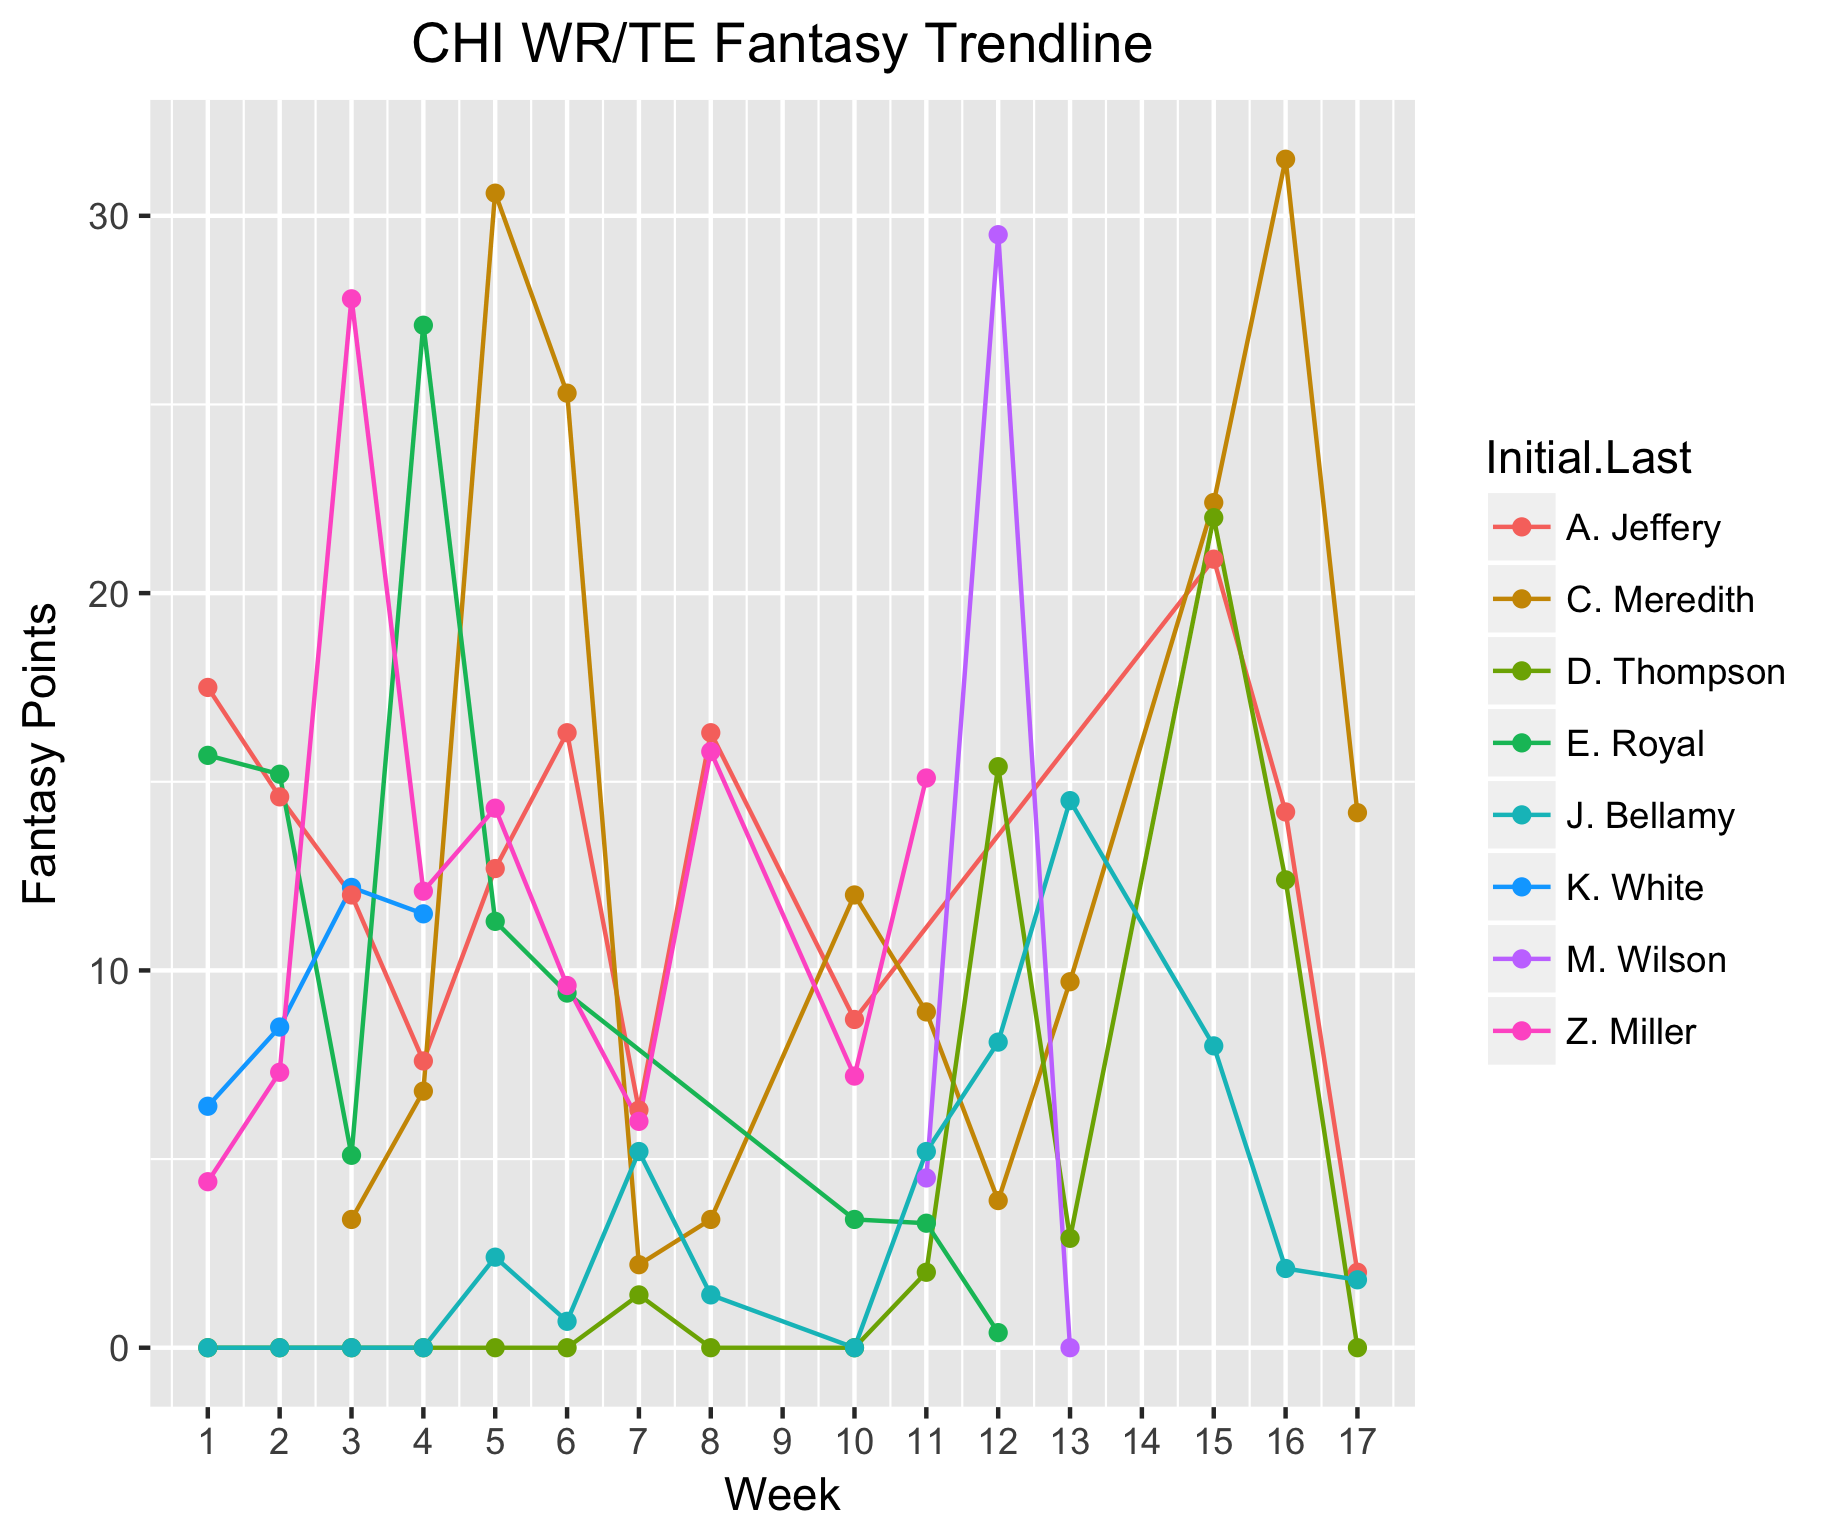 CHI WR/TE Fantasy Trendline
Fantasy Points
30
20
10
0
1 2 3 4 5 6 7 8 9 10 11 12 13 14 15 16 17
Week
Initial.Last
A. Jeffery
C. Meredith
D. Thompson
E. Royal
J. Bellamy
K. White
M. Wilson
Z. Miller